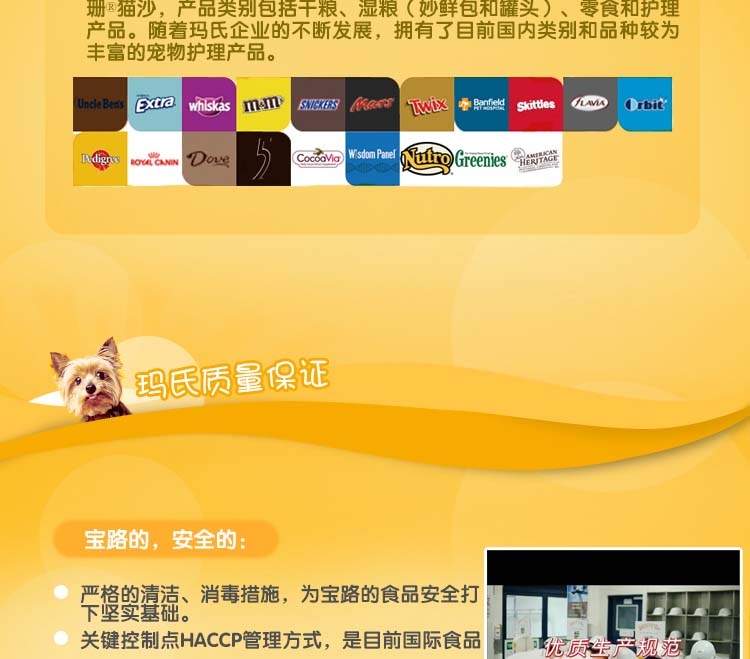 珊®猫沙，产品类别包括干粮、湿粮（妙鲜包和罐头）、零食和护理
产品。随着玛氏企业的不断发展，拥有了目前国内类别和品种较为
丰富的宠物护理产品。
Uncle Ben's Extra whiskas m&m's SNICKERS Mars Twix Banfield PET HOSPITAL Skittles FLAVIA Orbit
Pedigree ROYAL CANIN Dove 5 CocoaVia Wisdom Panel Nutro Greenies AMERICAN HERITAGE
玛氏质量保证
宝路的，安全的：
严格的清洁、消毒措施，为宝路的食品安全打
下坚实基础。
关键控制点HACCP管理方式，是目前国际食品
优质生产规范